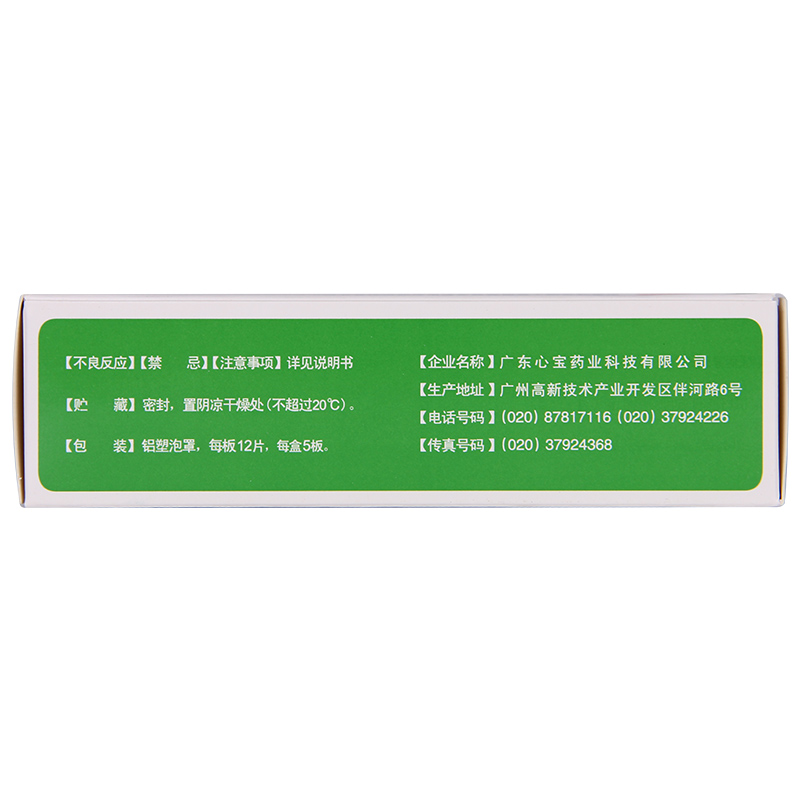 【不良反应】【禁 忌】【注意事项】详见说明书
【贮 藏】密封，置阴凉干燥处（不超过20℃）。
【包 装】铝塑泡罩，每板12片，每盒5板。
【企业名称】广东心宝药业科技有限公司
【生产地址】广州高新技术产业开发区伴河路6号
【电话号码】(020) 87817116 (020) 37924226
【传真号码】(020) 37924368